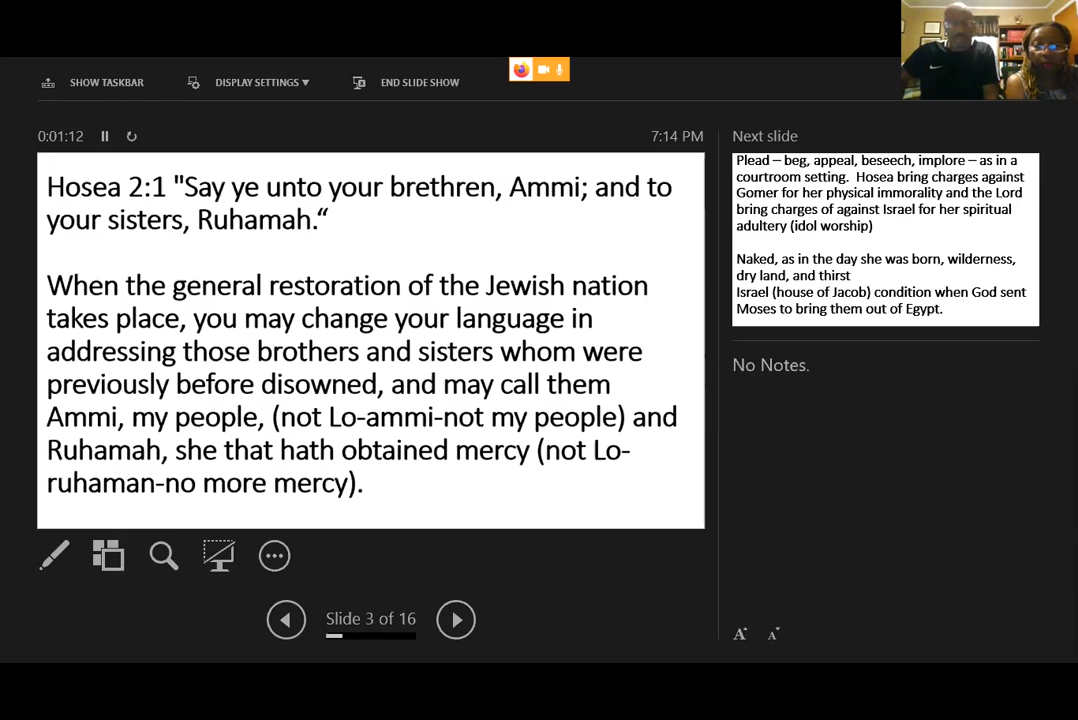 SHOW TASKBAR
DISPLAY SETTINGS ▾
END SLIDE SHOW
0:01:12
7:14 PM
Hosea 2:1 "Say ye unto your brethren, Ammi; and to
your sisters, Ruhamah.“
When the general restoration of the Jewish nation
takes place, you may change your language in
addressing those brothers and sisters whom were
previously before disowned, and may call them
Ammi, my people, (not Lo-ammi-not my people) and
Ruhamah, she that hath obtained mercy (not Lo-
ruhaman-no more mercy).
Slide 3 of 16
Next slide
Plead – beg, appeal, beseech, implore – as in a
courtroom setting.  Hosea bring charges against
Gomer for her physical immorality and the Lord
bring charges of against Israel for her spiritual
adultery (idol worship)
Naked, as in the day she was born, wilderness,
dry land, and thirst
Israel (house of Jacob) condition when God sent
Moses to bring them out of Egypt.
No Notes.
A A